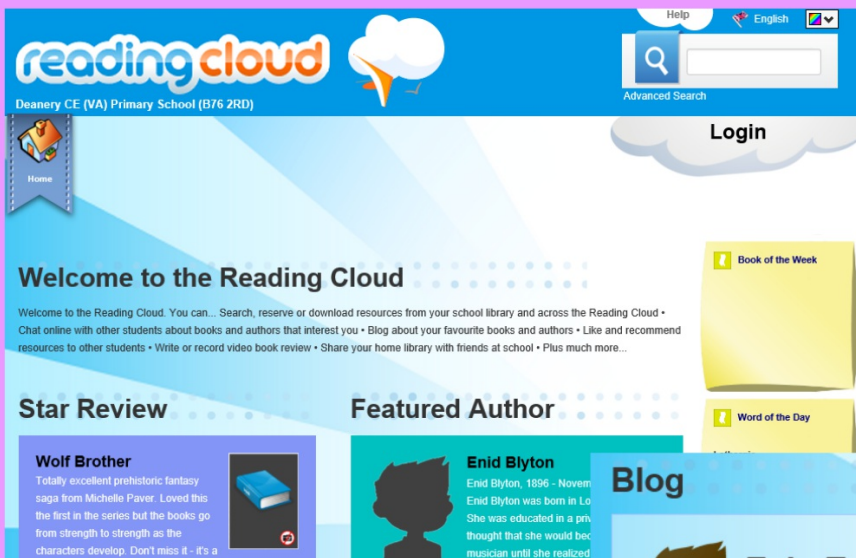 Help
English
readingcloud
Deanery CE (VA) Primary School (B76 2RD)
Advanced Search
Home
Login
Welcome to the Reading Cloud
Welcome to the Reading Cloud. You can... Search, reserve or download resources from your school library and across the Reading Cloud •
Chat online with other students about books and authors that interest you • Blog about your favourite books and authors • Like and recommend
resources to other students • Write or record video book review • Share your home library with friends at school • Plus much more...
Book of the Week
Word of the Day
Star Review
Wolf Brother
Totally excellent prehistoric fantasy
saga from Michelle Paver. Loved this
the first in the series but the books go
from strength to strength as the
characters develop. Don't miss it - it's a
Featured Author
Enid Blyton
Enid Blyton, 1896 -
Enid Blyton was born in
She was educated in a
thought that she would
musician until she realized
Blog